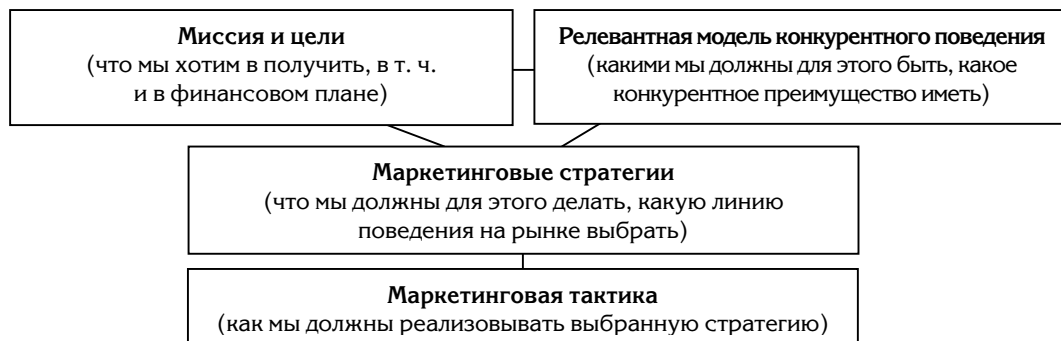 Миссия и цели
(что мы хотим в получить, в т. ч.
и в финансовом плане)
Релевантная модель конкурентного поведения
(какими мы должны для этого быть, какое
конкурентное преимущество иметь)
Маркетинговые стратегии
(что мы должны для этого делать, какую линию
поведения на рынке выбрать)
Маркетинговая тактика
(как мы должны реализовывать выбранную стратегию)